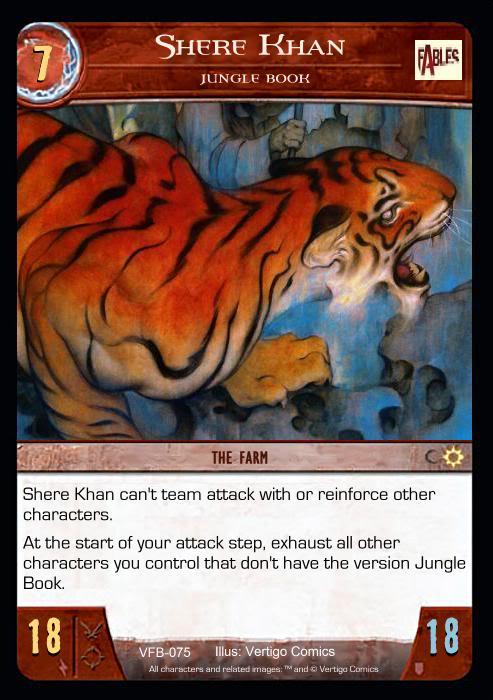 7
SHERE KHAN
FABLES
JUNGLE BOOK
THE FARM
Shere Khan can't team attack with or reinforce other
characters.
At the start of your attack step, exhaust all other
characters you control that don't have the version Jungle
Book.
18
VFB-075 Illus: Vertigo Comics
18
All characters and related images: ™ and © Vertigo Comics